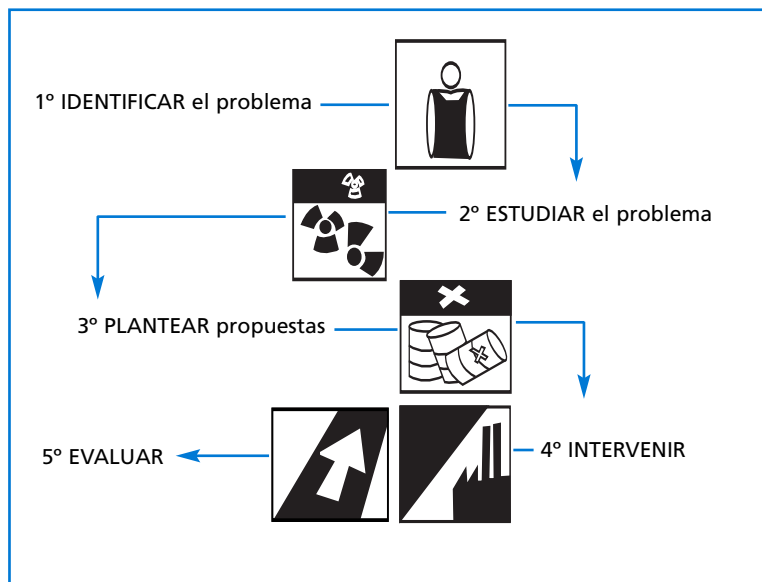 1º IDENTIFICAR el problema
2º ESTUDIAR el problema
3º PLANTEAR propuestas
4º INTERVENIR
5º EVALUAR